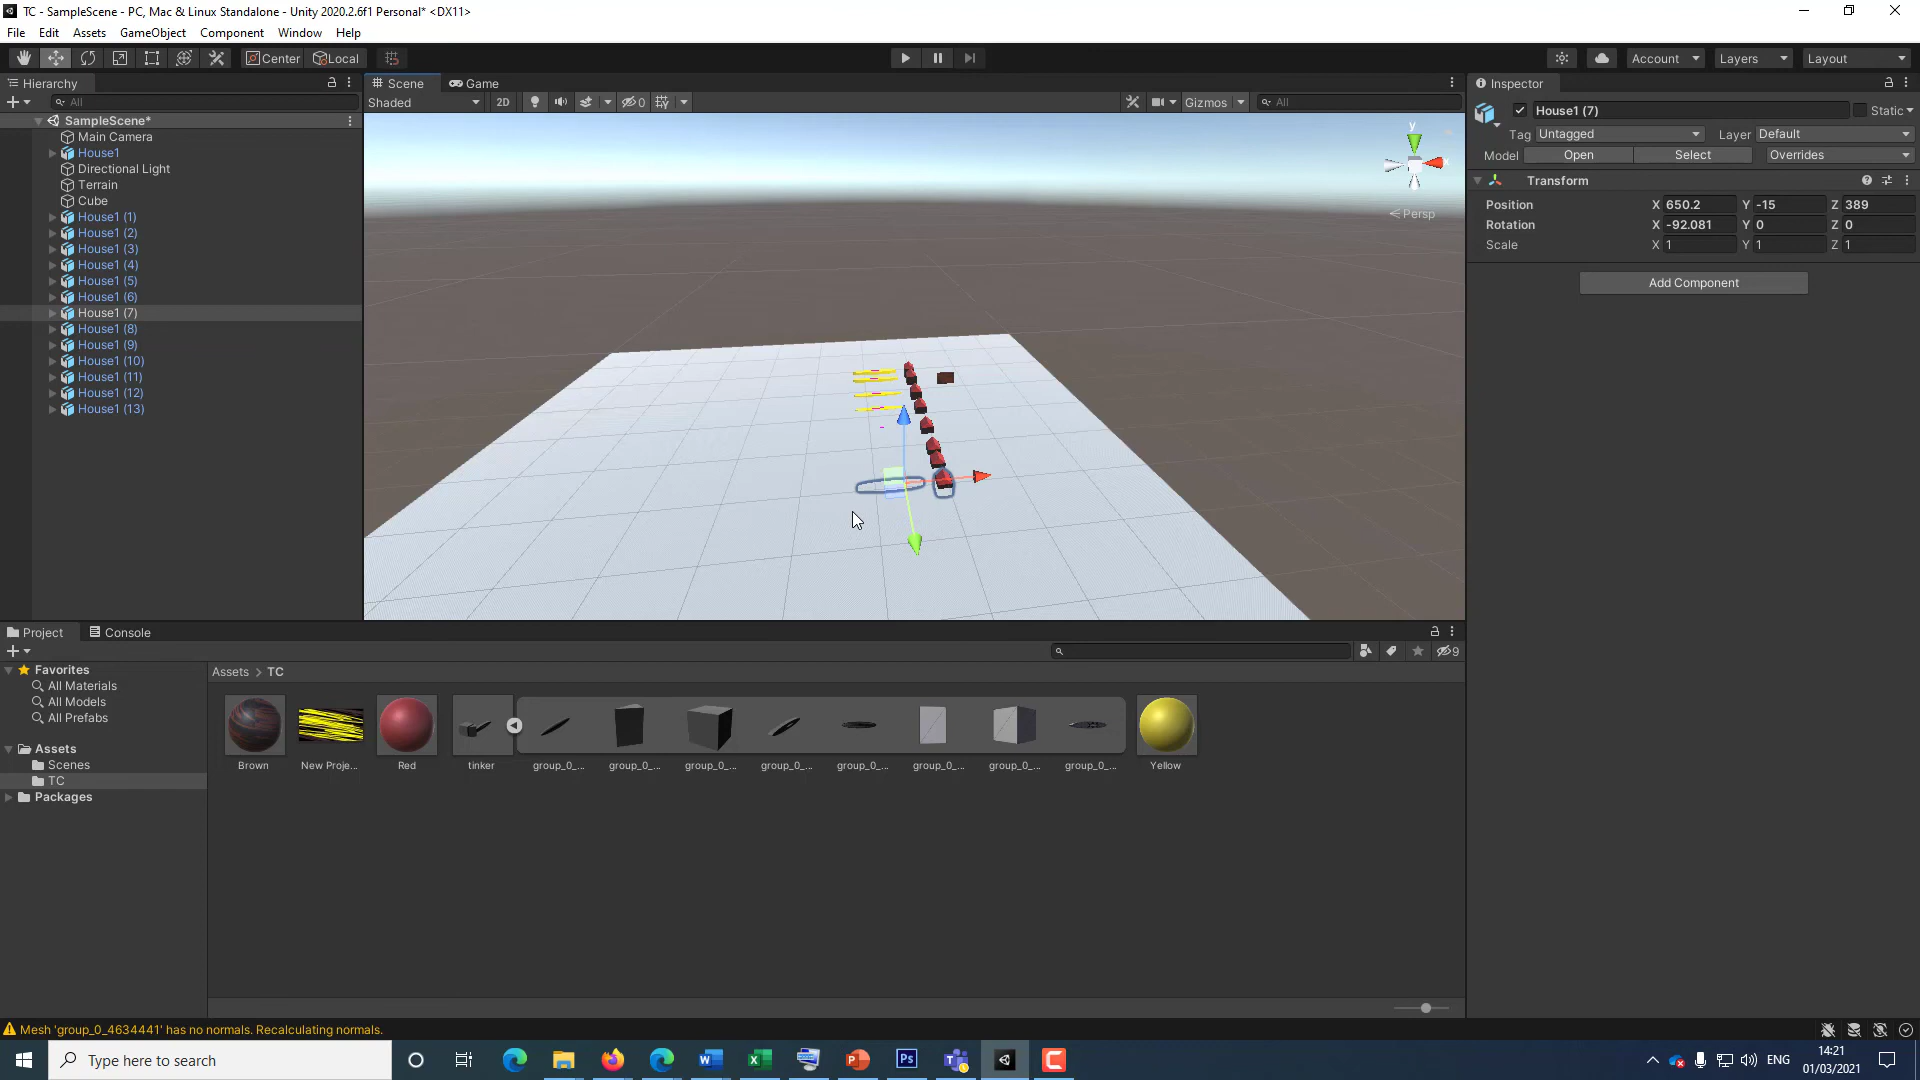 TC - SampleScene - PC, Mac & Linux Standalone - Unity 2020.2.6f1 Personal* <DX11>
File Edit Assets GameObject Component Window Help
Center Local Account Layers Layout
Hierarchy Scene Game Inspector
All Shaded 2D 0 Gizmos All House1 (7) Static
SampleScene*
Main Camera
House1
Directional Light
Terrain
Cube
House1 (1)
House1 (2)
House1 (3)
House1 (4)
House1 (5)
House1 (6)
House1 (7)
House1 (8)
House1 (9)
House1 (10)
House1 (11)
House1 (12)
House1 (13)
y
x
Persp
Tag Untagged Layer Default
Model Open Select Overrides
Transform
Position X 650.2 Y -15 Z 389
Rotation X -92.081 Y 0 Z 0
Scale X 1 Y 1 Z 1
Add Component
Project Console
9
Favorites
All Materials
All Models
All Prefabs
Assets
Scenes
TC
Packages
Assets > TC
Brown New Proje... Red tinker group_0_... group_0_... group_0_... group_0_... group_0_... group_0_... group_0_... group_0_... Yellow
Mesh 'group_0_4634441' has no normals. Recalculating normals.
Type here to search
ENG
14:21
01/03/2021